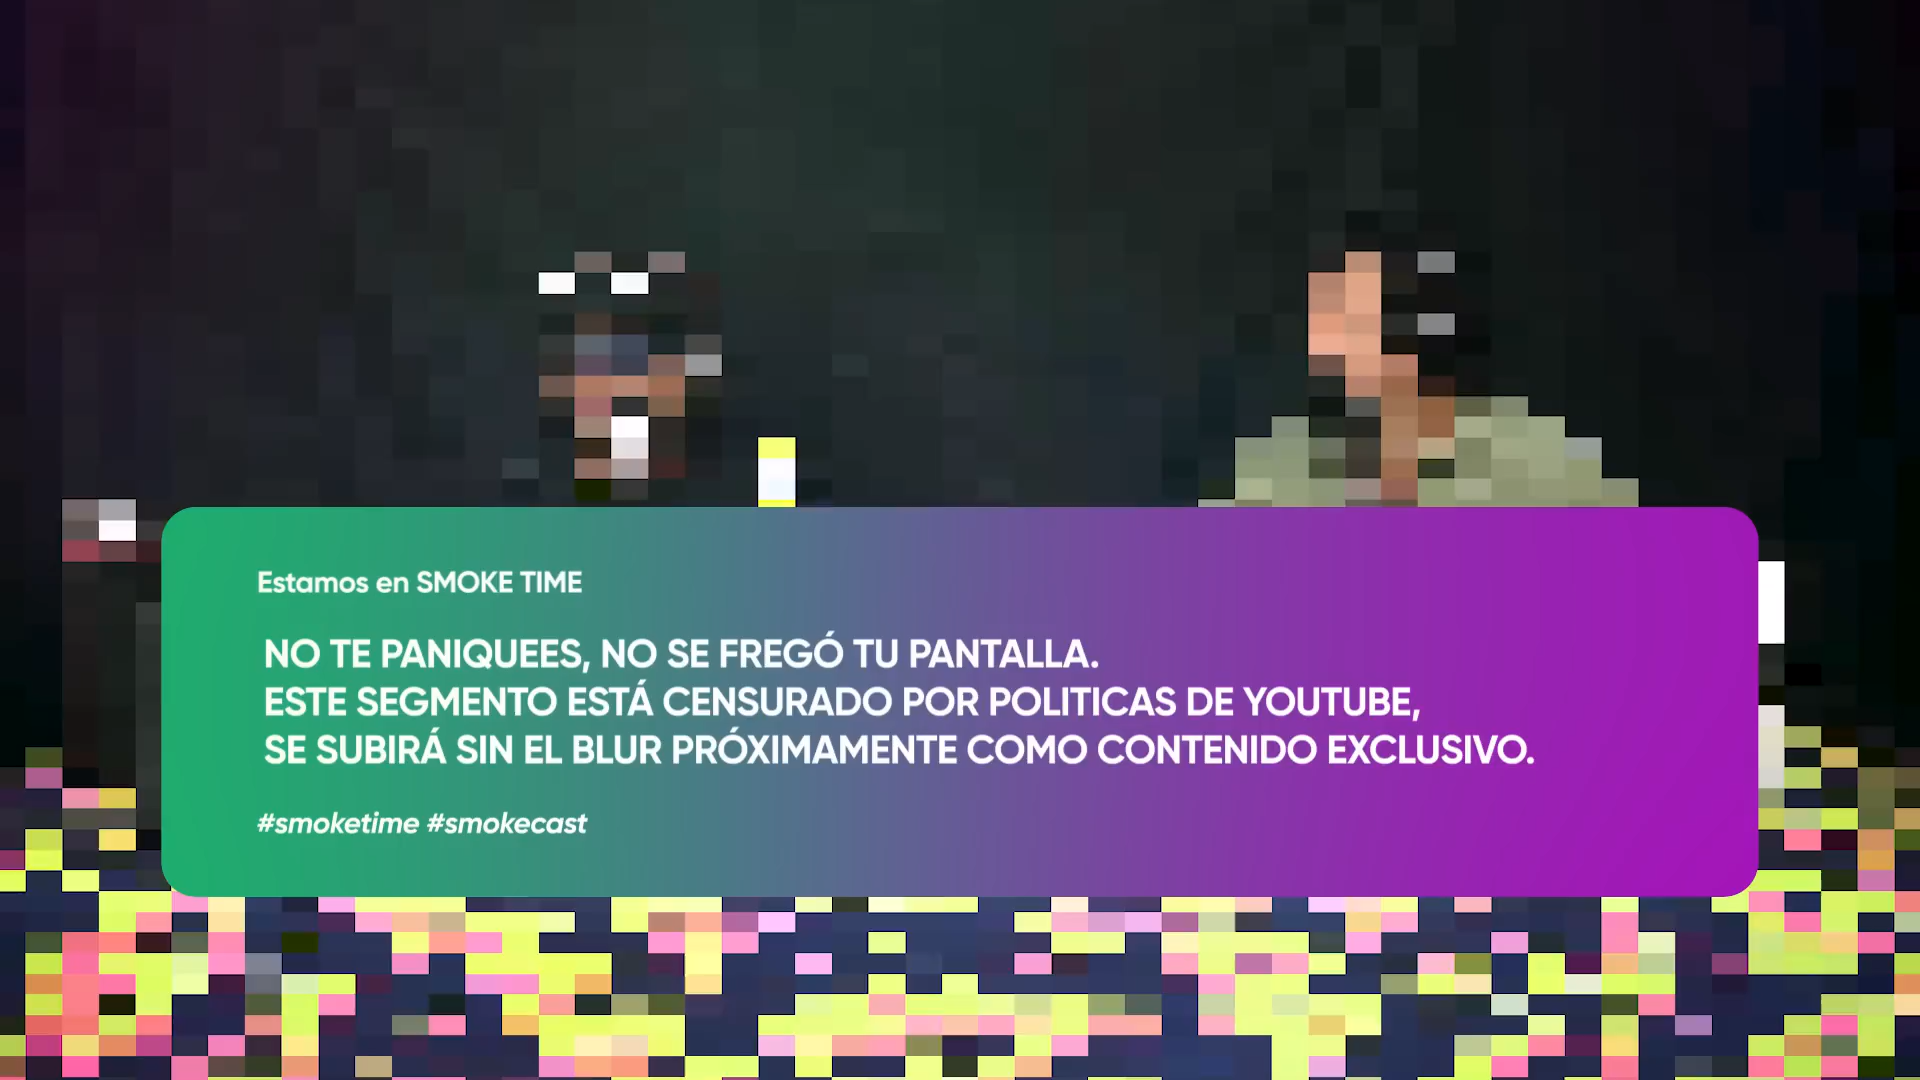 Estamos en SMOKE TIME
NO TE PANIQUEES, NO SE FREGÓ TU PANTALLA.
ESTE SEGMENTO ESTÁ CENSURADO POR POLITICAS DE YOUTUBE,
SE SUBIRÁ SIN EL BLUR PRÓXIMAMENTE COMO CONTENIDO EXCLUSIVO.
#smoketime #smokecast